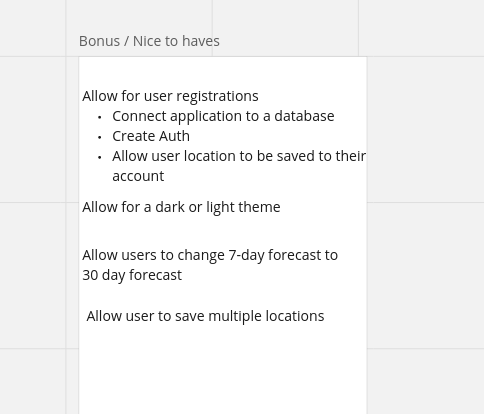 Bonus / Nice to haves
Allow for user registrations
• Connect application to a database
• Create Auth
• Allow user location to be saved to their
account
Allow for a dark or light theme
Allow users to change 7-day forecast to
30 day forecast
Allow user to save multiple locations